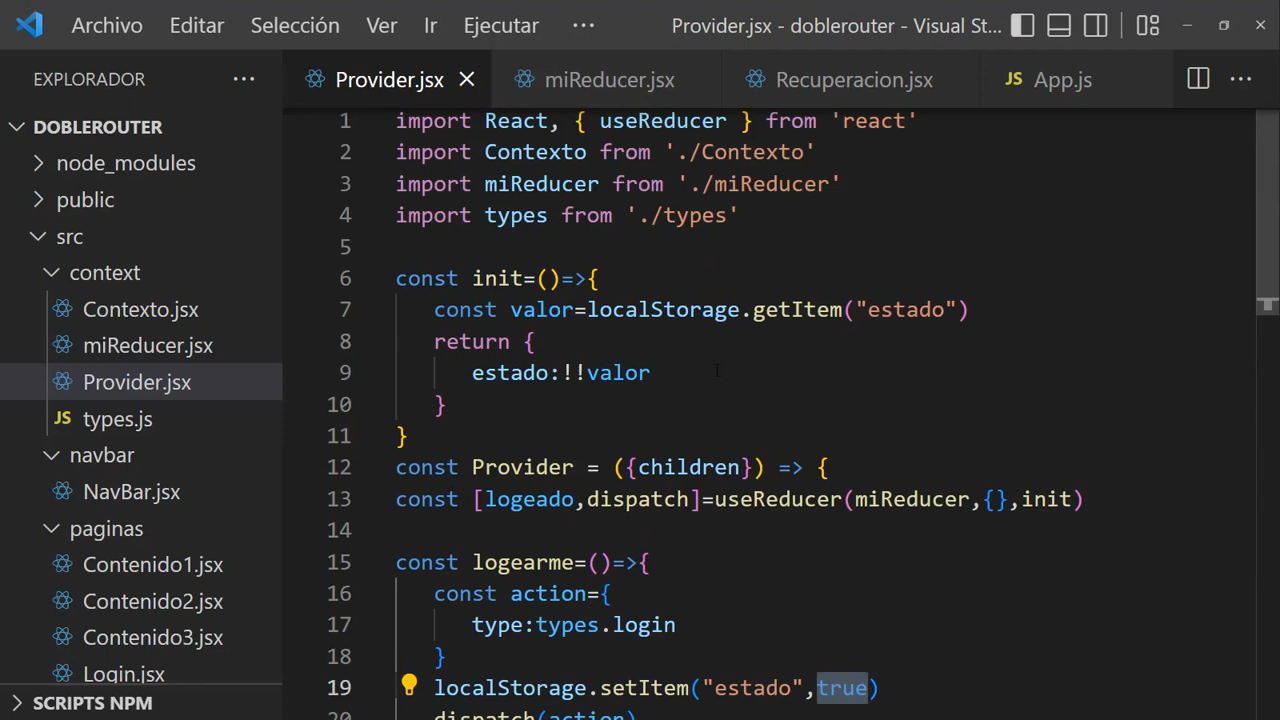 Archivo Editar Selección Ver Ir Ejecutar ··· Provider.jsx - doblerouter - Visual St...
EXPLORADOR ···
Provider.jsx miReducer.jsx Recuperacion.jsx JS App.js ···
DOBLEROUTER
node_modules
public
src
context
Contexto.jsx
miReducer.jsx
Provider.jsx
JS types.js
navbar
NavBar.jsx
paginas
Contenido1.jsx
Contenido2.jsx
Contenido3.jsx
Login.jsx
SCRIPTS NPM
1 import React, { useReducer } from 'react'
2 import Contexto from './Contexto'
3 import miReducer from './miReducer'
4 import types from './types'
5
6 const init=()=>{
7 const valor=localStorage.getItem("estado")
8 return {
9 estado:!!valor
10 }
11 }
12 const Provider = ({children}) => {
13 const [logeado,dispatch]=useReducer(miReducer,{},init)
14
15 const logearme=()=>{
16 const action={
17 type:types.login
18 }
19 localStorage.setItem("estado",true)
20 dispatch(action)